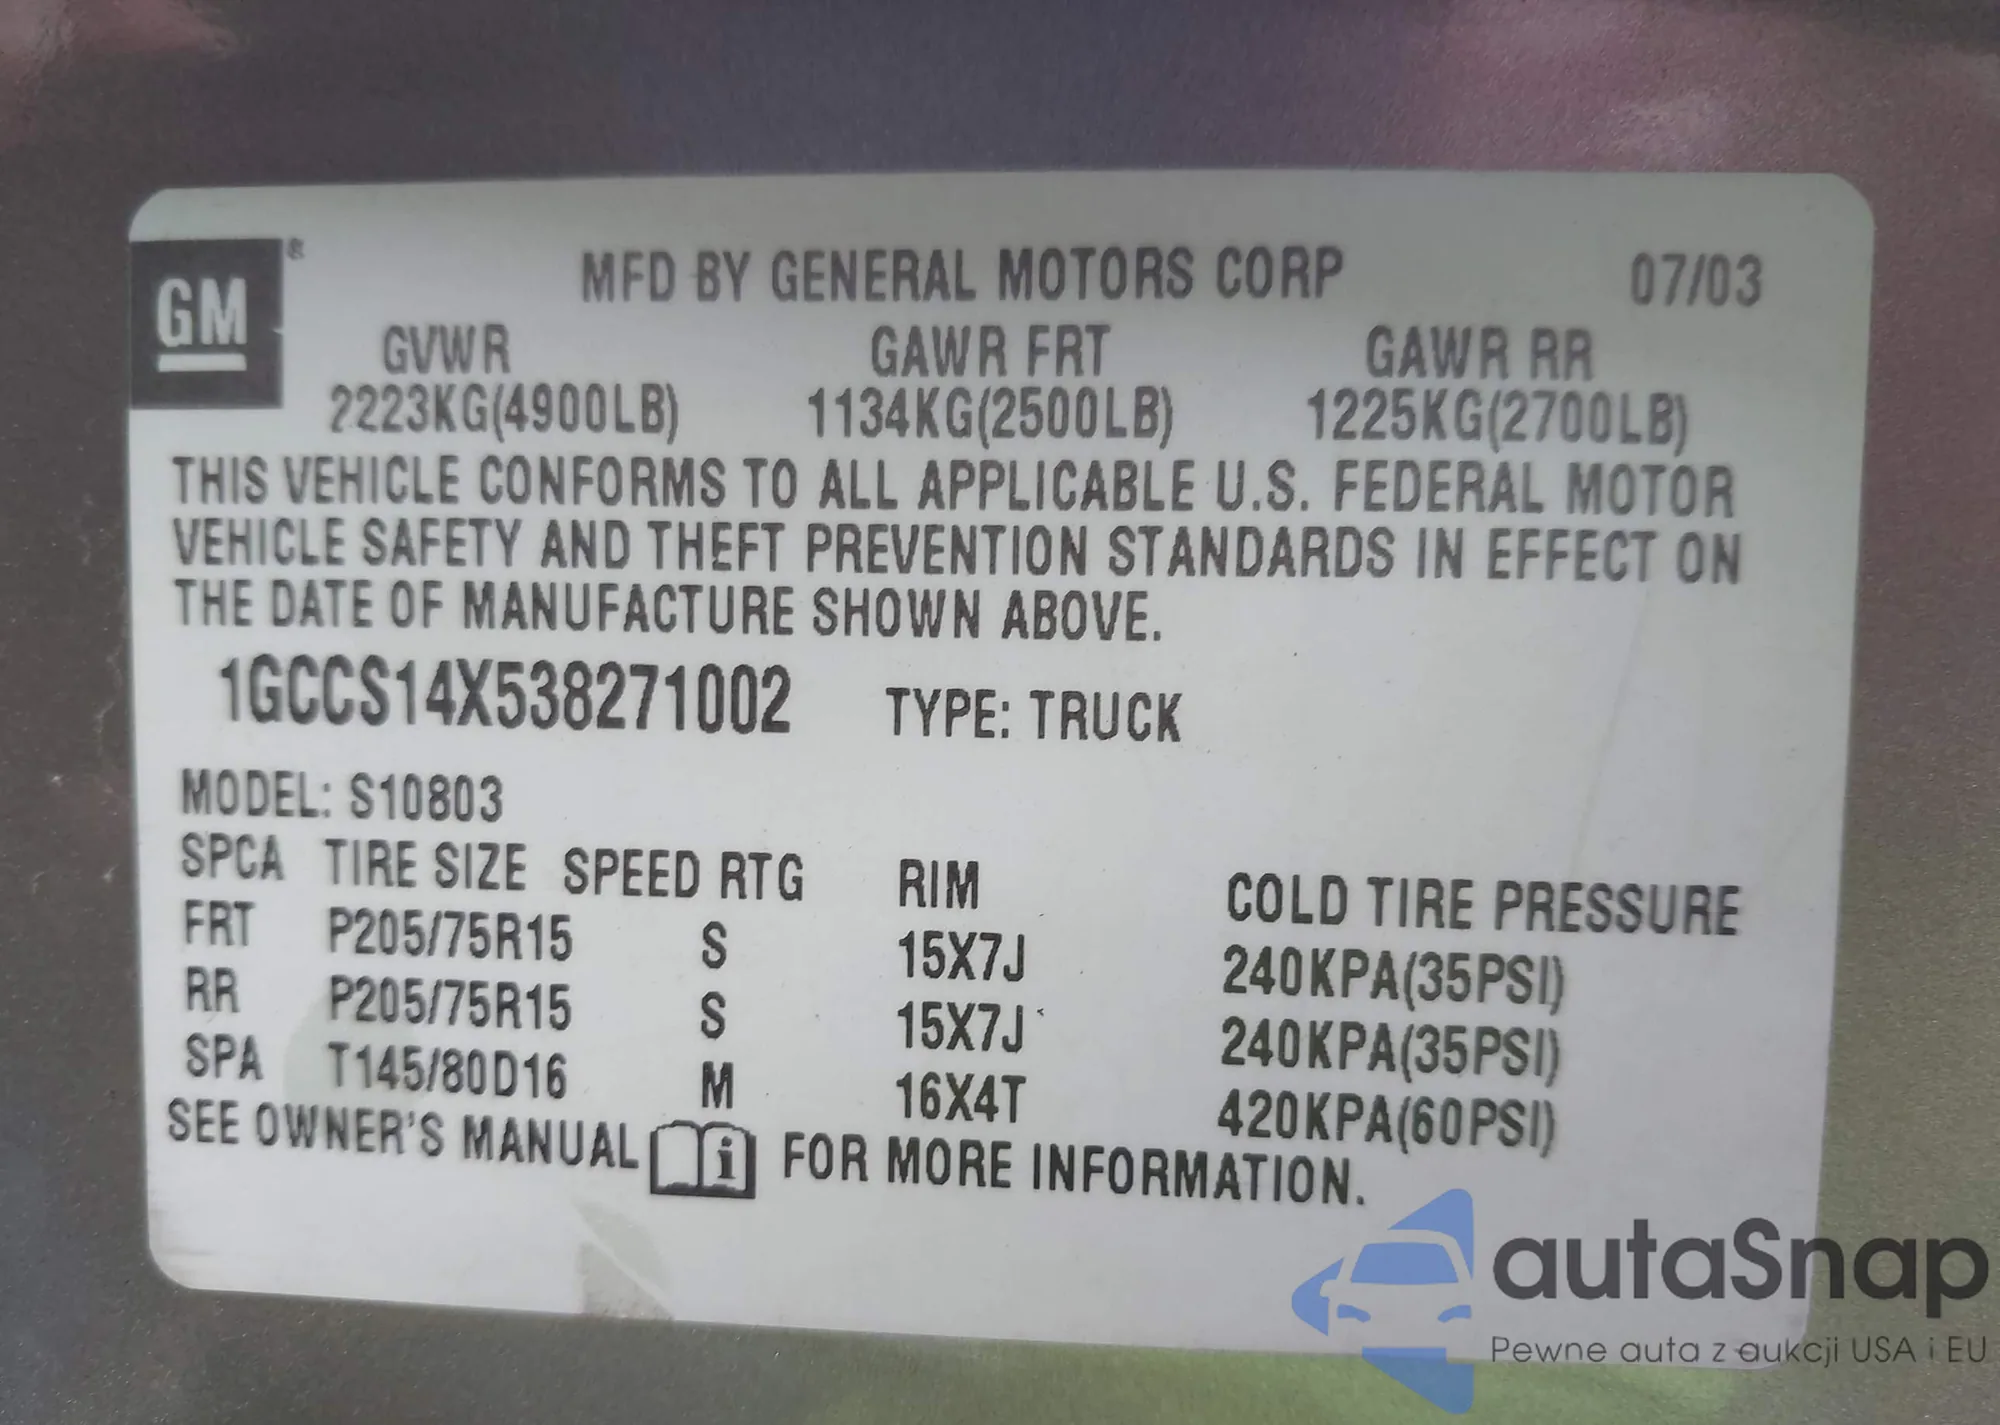 GM®
MFD BY GENERAL MOTORS CORP 07/03
GVWR GAWR FRT GAWR RR
2223KG(4900LB) 1134KG(2500LB) 1225KG(2700LB)
THIS VEHICLE CONFORMS TO ALL APPLICABLE U.S. FEDERAL MOTOR
VEHICLE SAFETY AND THEFT PREVENTION STANDARDS IN EFFECT ON
THE DATE OF MANUFACTURE SHOWN ABOVE.
1GCCS14X538271002 TYPE: TRUCK
MODEL: S10803
SPCA TIRE SIZE SPEED RTG RIM COLD TIRE PRESSURE
FRT P205/75R15 S 15X7J 240KPA(35PSI)
RR P205/75R15 S 15X7J 240KPA(35PSI)
SPA T145/80D16 M 16X4T 420KPA(60PSI)
SEE OWNER'S MANUAL i FOR MORE INFORMATION.
autaSnap
Pewne auta z aukcji USA i EU